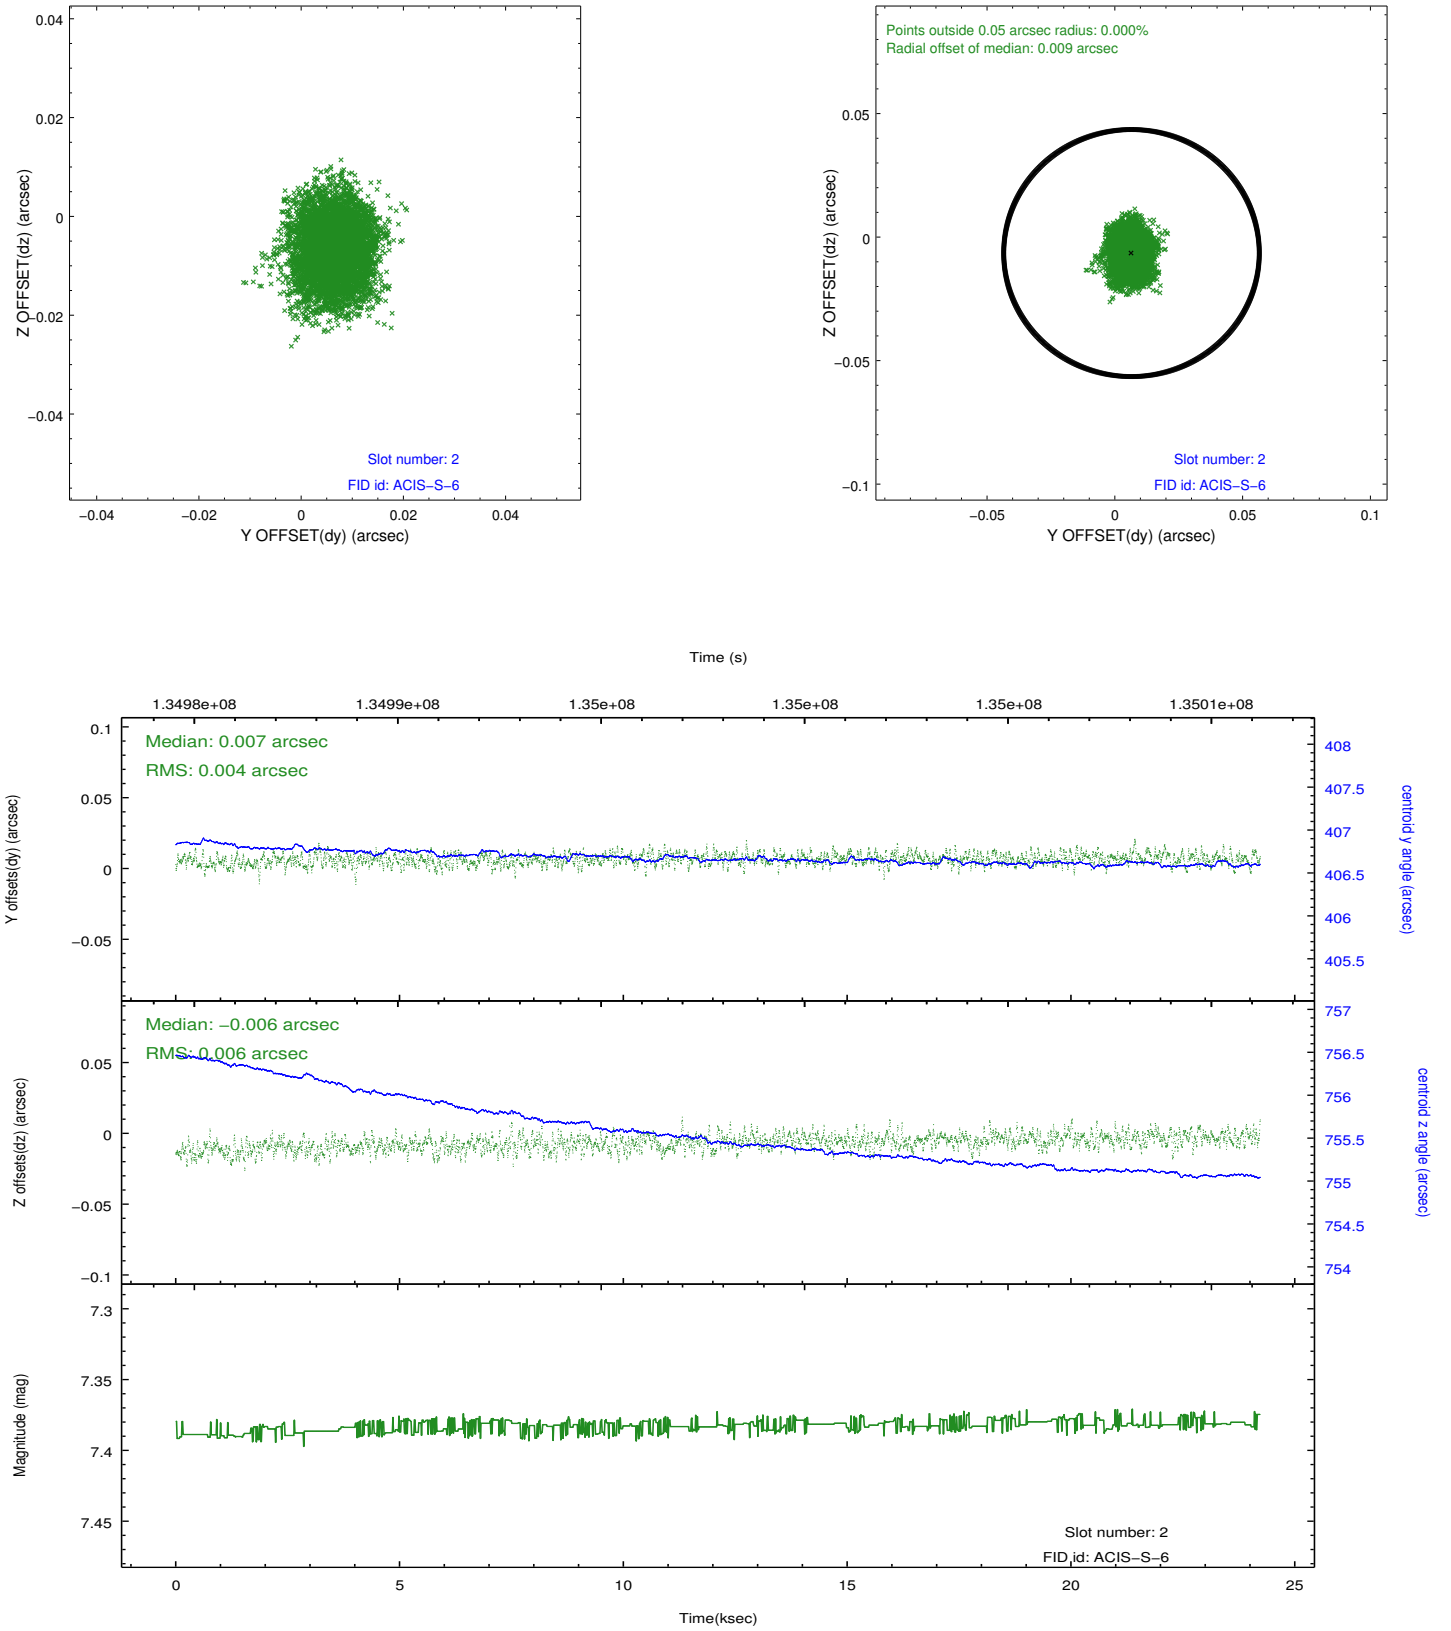 0.04
0.02
0
−0.02
−0.04
Z OFFSET(dz) (arcsec)
Slot number: 2
FID id: ACIS−S−6
−0.04
−0.02
0
0.02
0.04
Y OFFSET(dy) (arcsec)
Points outside 0.05 arcsec radius: 0.000%
Radial offset of median: 0.009 arcsec
0.05
0
−0.05
−0.1
Z OFFSET(dz) (arcsec)
Slot number: 2
FID id: ACIS−S−6
−0.05
0
0.05
0.1
Y OFFSET(dy) (arcsec)
Time (s)
1.3498e+08
1.3499e+08
1.35e+08
1.35e+08
1.35e+08
1.3501e+08
Median: 0.007 arcsec
RMS: 0.004 arcsec
0.1
0.05
0
−0.05
Y offsets(dy) (arcsec)
408
407.5
407
406.5
406
405.5
centroid y angle (arcsec)
Median: −0.006 arcsec
RMS: 0.006 arcsec
0.05
0
−0.05
−0.1
Z offsets(dz) (arcsec)
757
756.5
756
755.5
755
754.5
754
centroid z angle (arcsec)
7.3
7.35
7.4
7.45
Magnitude (mag)
Slot number: 2
FID id: ACIS−S−6
0
5
10
15
20
25
Time(ksec)